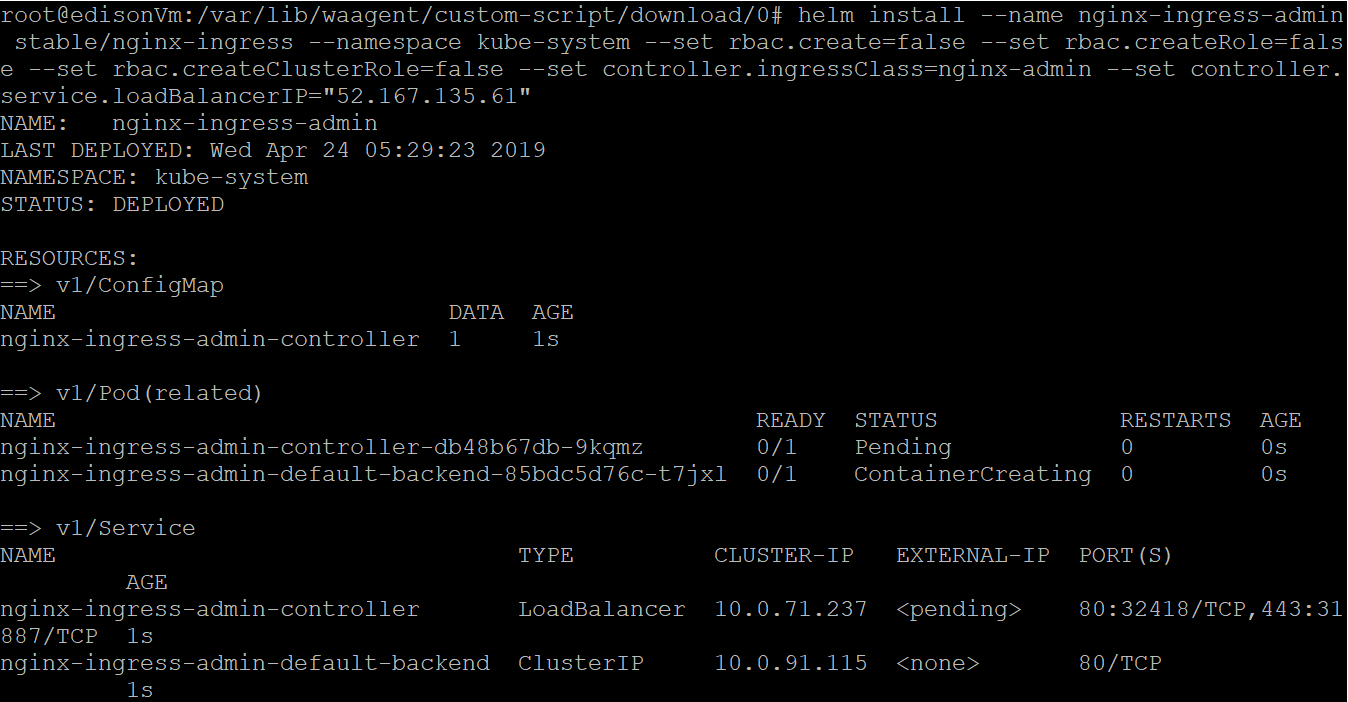 root@edisonVm:/var/lib/waagent/custom-script/download/0# helm install --name nginx-ingress-admin
 stable/nginx-ingress --namespace kube-system --set rbac.create=false --set rbac.createRole=fals
e --set rbac.createClusterRole=false --set controller.ingressClass=nginx-admin --set controller.
service.loadBalancerIP="52.167.135.61"
NAME:   nginx-ingress-admin
LAST DEPLOYED: Wed Apr 24 05:29:23 2019
NAMESPACE: kube-system
STATUS: DEPLOYED

RESOURCES:
==> v1/ConfigMap
NAME                            DATA  AGE
nginx-ingress-admin-controller  1     1s

==> v1/Pod(related)
NAME                                                  READY  STATUS             RESTARTS  AGE
nginx-ingress-admin-controller-db48b67db-9kqmz        0/1    Pending            0         0s
nginx-ingress-admin-default-backend-85bdc5d76c-t7jxl  0/1    ContainerCreating  0         0s

==> v1/Service
NAME                                 TYPE          CLUSTER-IP   EXTERNAL-IP  PORT(S)
         AGE
nginx-ingress-admin-controller       LoadBalancer  10.0.71.237  <pending>    80:32418/TCP,443:31
887/TCP  1s
nginx-ingress-admin-default-backend  ClusterIP     10.0.91.115  <none>       80/TCP
         1s